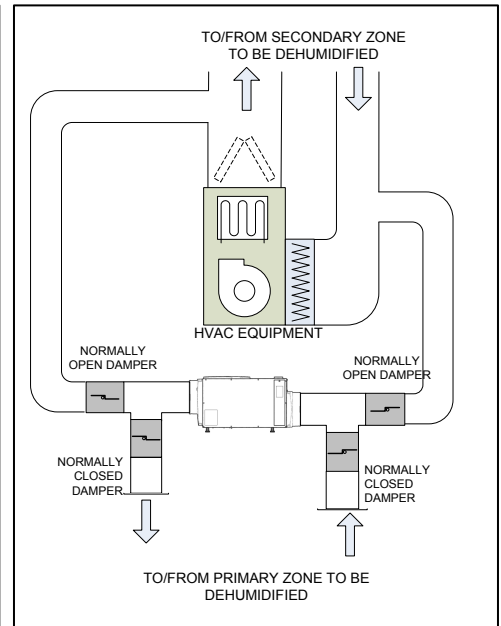 TO/FROM SECONDARY ZONE
TO BE DEHUMIDIFIED
HVAC EQUIPMENT
NORMALLY
OPEN DAMPER
NORMALLY
OPEN DAMPER
NORMALLY
CLOSED
DAMPER
NORMALLY
CLOSED
DAMPER
TO/FROM PRIMARY ZONE TO BE
DEHUMIDIFIED